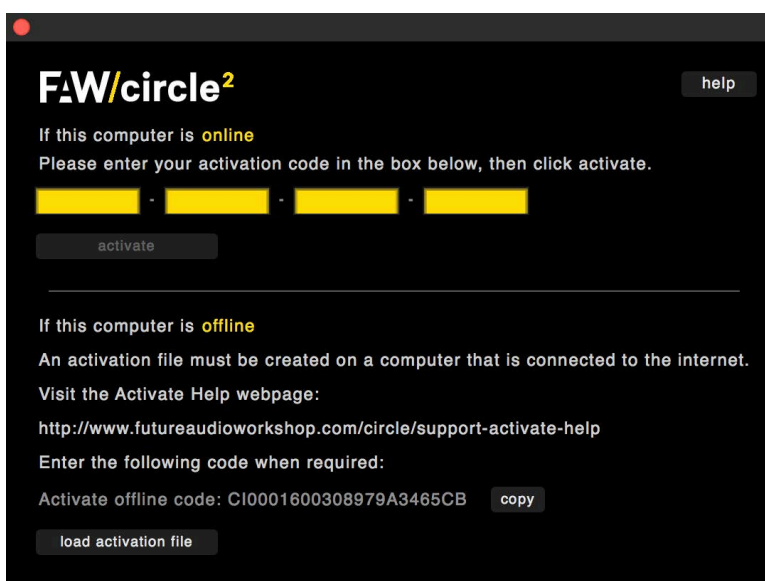 FAW/circle²
help
If this computer is online
Please enter your activation code in the box below, then click activate.
- - -
activate
If this computer is offline
An activation file must be created on a computer that is connected to the internet.
Visit the Activate Help webpage:
http://www.futureaudioworkshop.com/circle/support-activate-help
Enter the following code when required:
Activate offline code: CI0001600308979A3465CB copy
load activation file